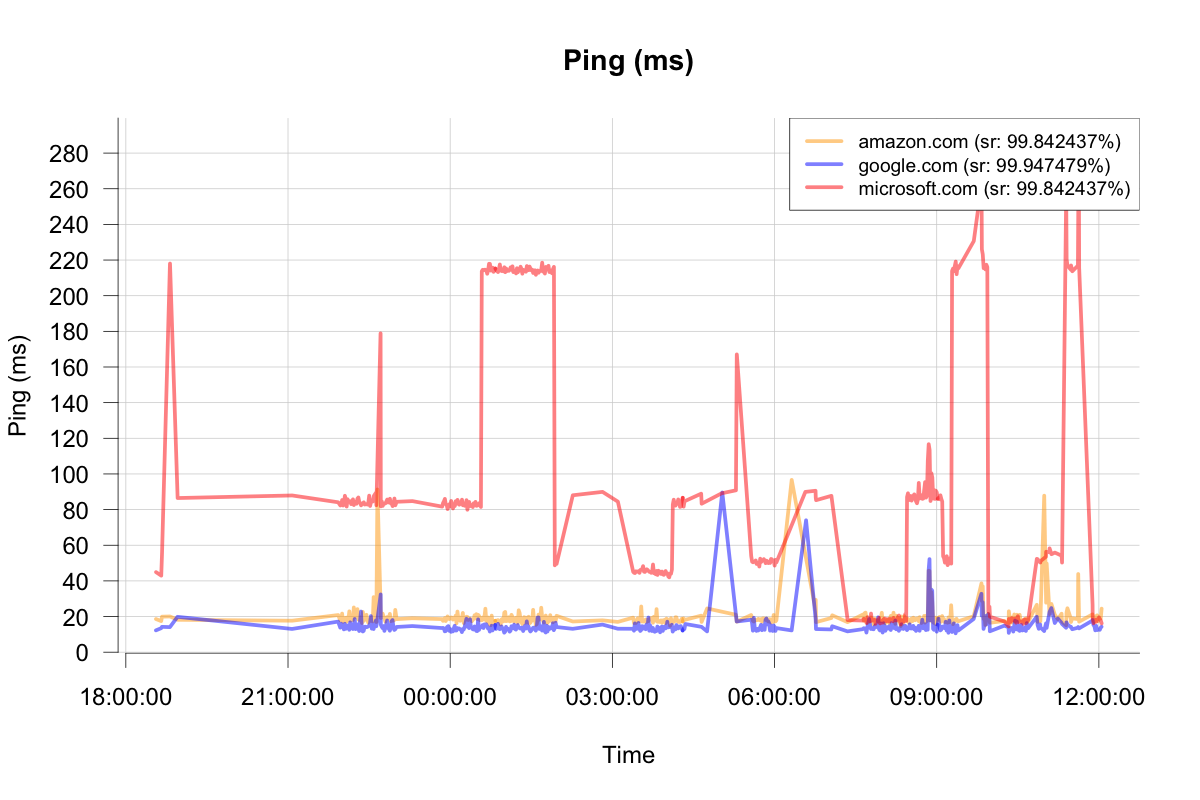 Ping (ms)
amazon.com (sr: 99.842437%)
google.com (sr: 99.947479%)
microsoft.com (sr: 99.842437%)
280
260
240
220
200
180
160
140
120
100
80
60
40
20
0
Ping (ms)
18:00:00 21:00:00 00:00:00 03:00:00 06:00:00 09:00:00 12:00:00
Time